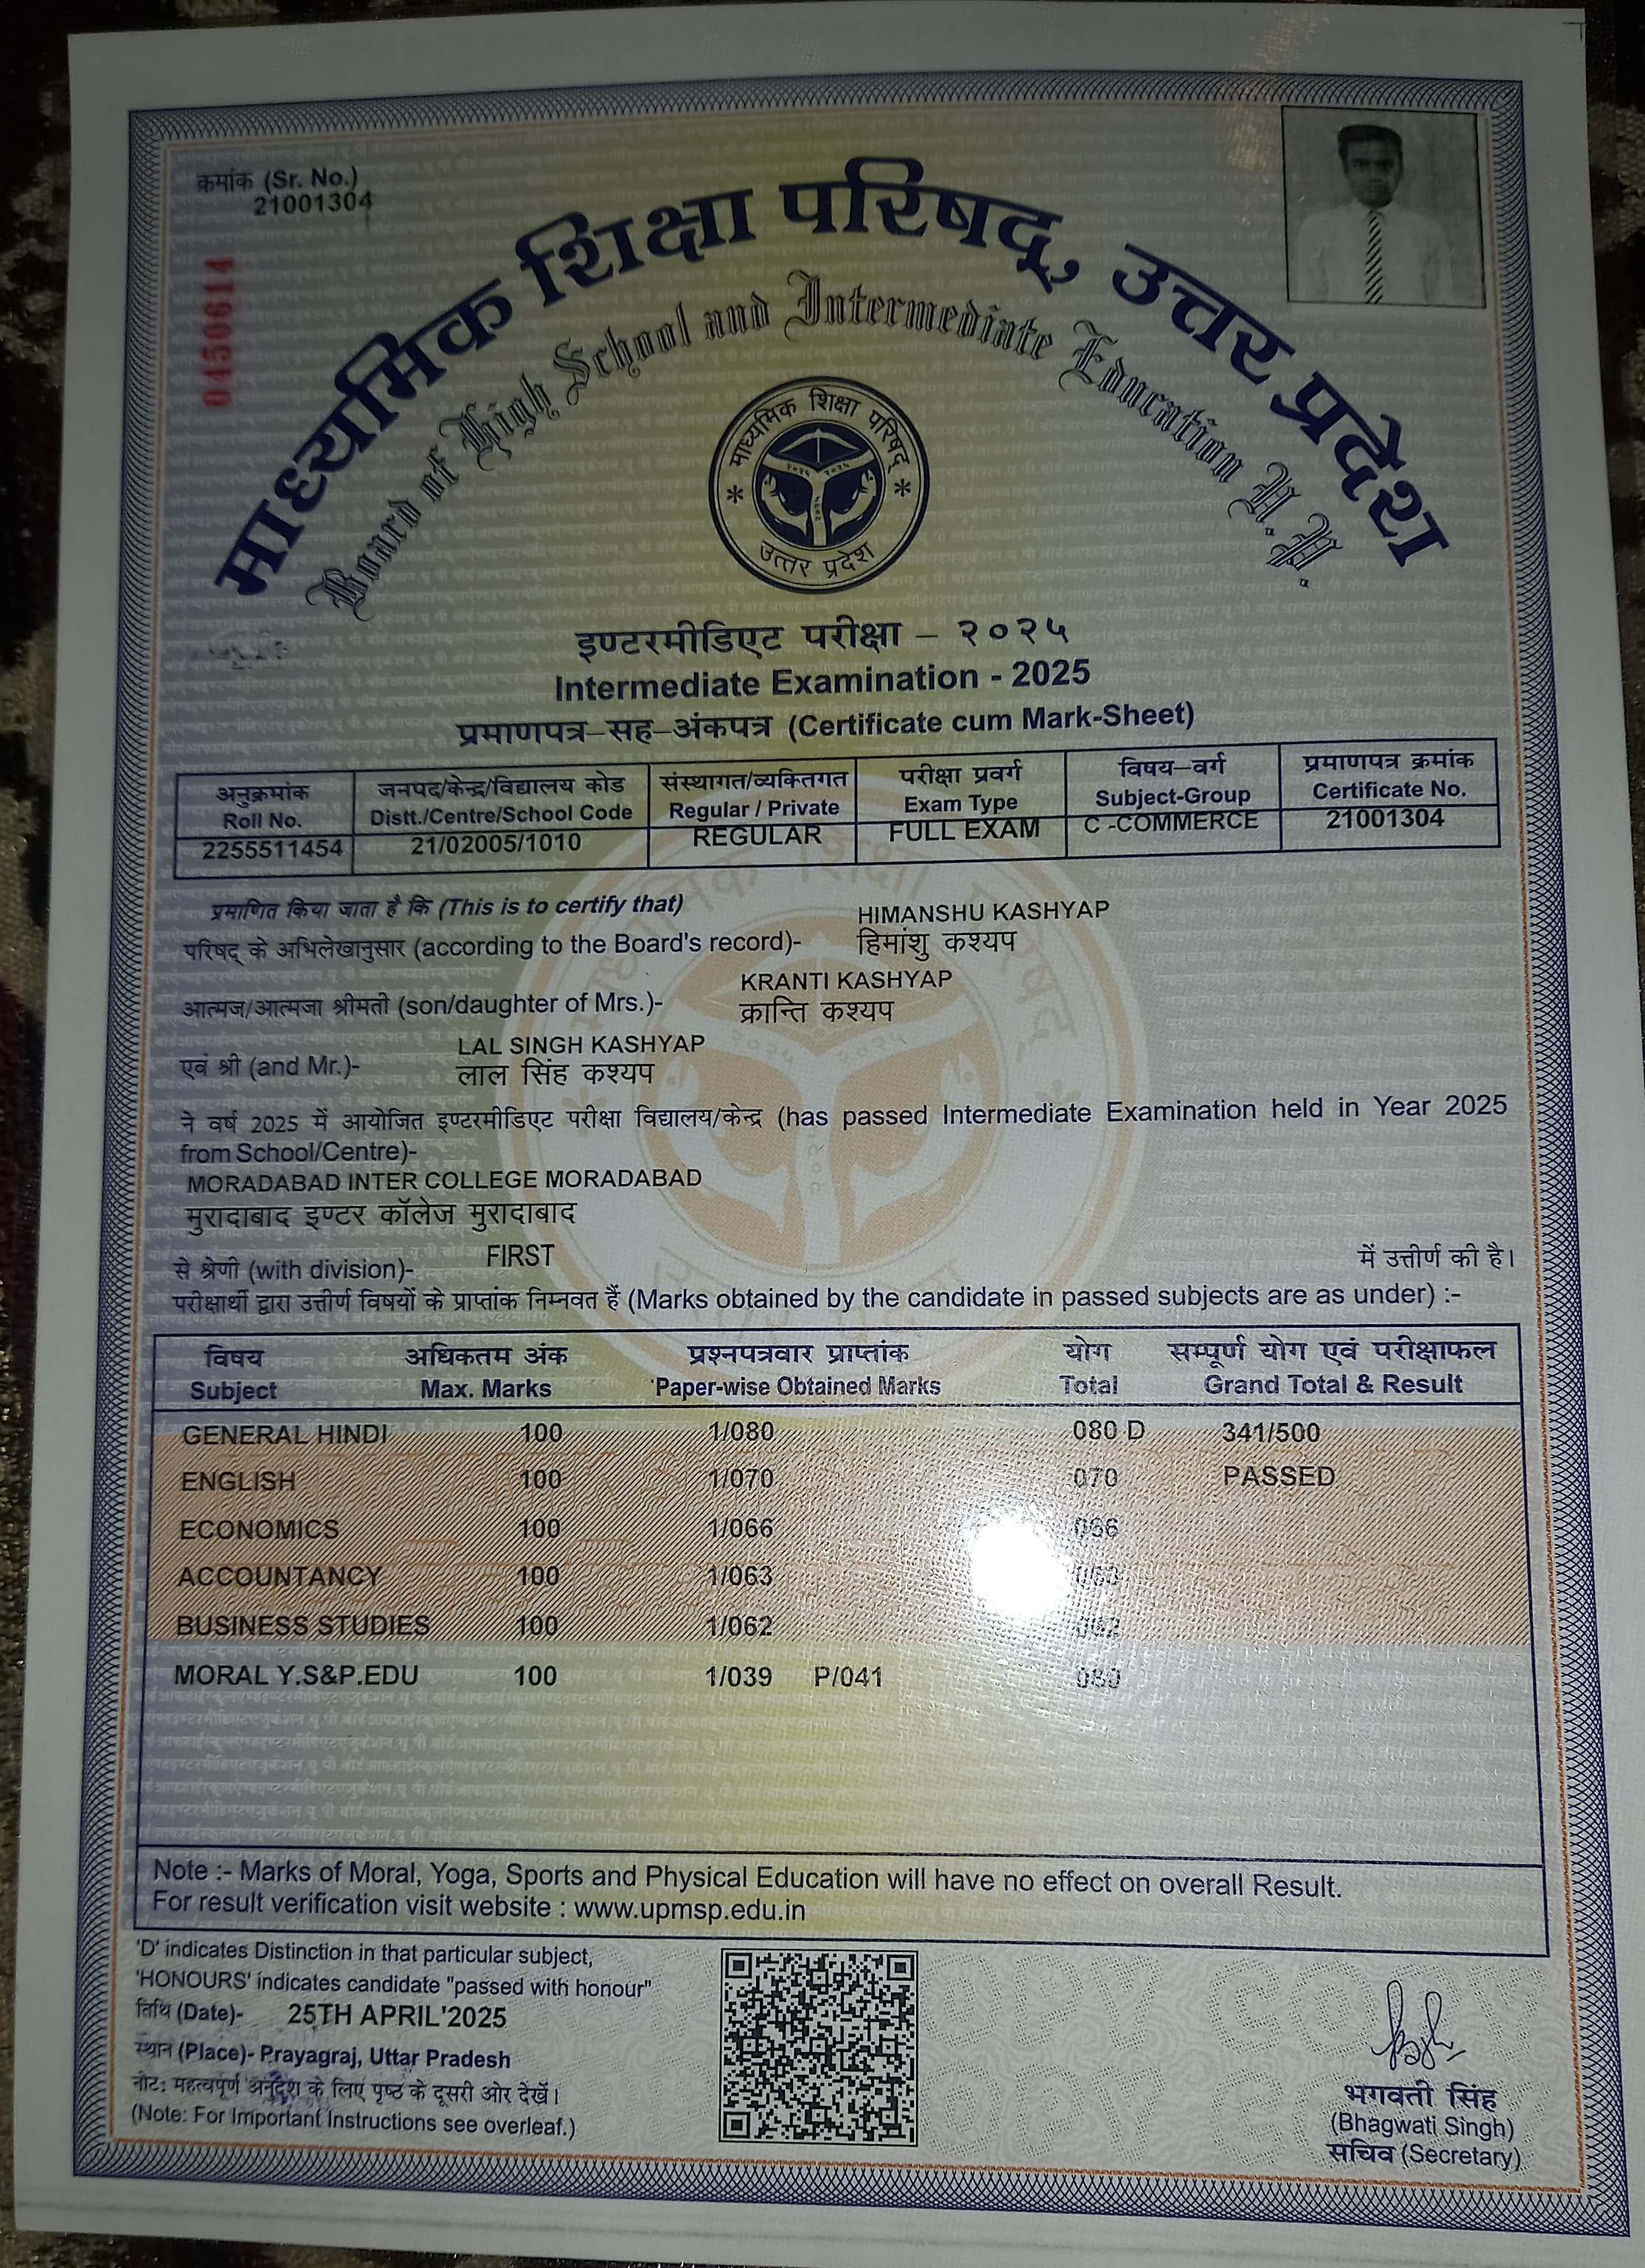 क्रमांक (Sr. No.)
21001304
04506614
माध्यमिक शिक्षा परिषद्, उत्तर प्रदेश
Board of High School and Intermediate Education U.P.
माध्यमिक शिक्षा परिषद्
उत्तर प्रदेश
इण्टरमीडिएट परीक्षा – २०२५
Intermediate Examination - 2025
प्रमाणपत्र–सह–अंकपत्र (Certificate cum Mark-Sheet)
अनुक्रमांक जनपद/केन्द्र/विद्यालय कोड संस्थागत/व्यक्तिगत परीक्षा प्रवर्ग विषय–वर्ग प्रमाणपत्र क्रमांक
Roll No. Distt./Centre/School Code Regular / Private Exam Type Subject-Group Certificate No.
2255511454 21/02005/1010 REGULAR FULL EXAM C -COMMERCE 21001304
प्रमाणित किया जाता है कि (This is to certify that) HIMANSHU KASHYAP
परिषद् के अभिलेखानुसार (according to the Board's record)- हिमांशु कश्यप
KRANTI KASHYAP
आत्मज/आत्मजा श्रीमती (son/daughter of Mrs.)- क्रान्ति कश्यप
LAL SINGH KASHYAP
एवं श्री (and Mr.)- लाल सिंह कश्यप
ने वर्ष 2025 में आयोजित इण्टरमीडिएट परीक्षा विद्यालय/केन्द्र (has passed Intermediate Examination held in Year 2025
from School/Centre)-
MORADABAD INTER COLLEGE MORADABAD
मुरादाबाद इण्टर कॉलेज मुरादाबाद
से श्रेणी (with division)- FIRST में उत्तीर्ण की है।
परीक्षार्थी द्वारा उत्तीर्ण विषयों के प्राप्तांक निम्नवत हैं (Marks obtained by the candidate in passed subjects are as under) :-
विषय अधिकतम अंक प्रश्नपत्रवार प्राप्तांक योग सम्पूर्ण योग एवं परीक्षाफल
Subject Max. Marks Paper-wise Obtained Marks Total Grand Total & Result
GENERAL HINDI 100 1/080 080 D 341/500
ENGLISH 100 1/070 070 PASSED
ECONOMICS 100 1/066 066
ACCOUNTANCY 100 1/063 063
BUSINESS STUDIES 100 1/062 062
MORAL Y.S&P.EDU 100 1/039 P/041 080
Note :- Marks of Moral, Yoga, Sports and Physical Education will have no effect on overall Result.
For result verification visit website : www.upmsp.edu.in
'D' indicates Distinction in that particular subject,
'HONOURS' indicates candidate "passed with honour"
तिथि (Date)- 25TH APRIL'2025
स्थान (Place)- Prayagraj, Uttar Pradesh
नोट: महत्वपूर्ण अनुदेश के लिए पृष्ठ के दूसरी ओर देखें।
(Note: For Important Instructions see overleaf.)
भगवती सिंह
(Bhagwati Singh)
सचिव (Secretary)